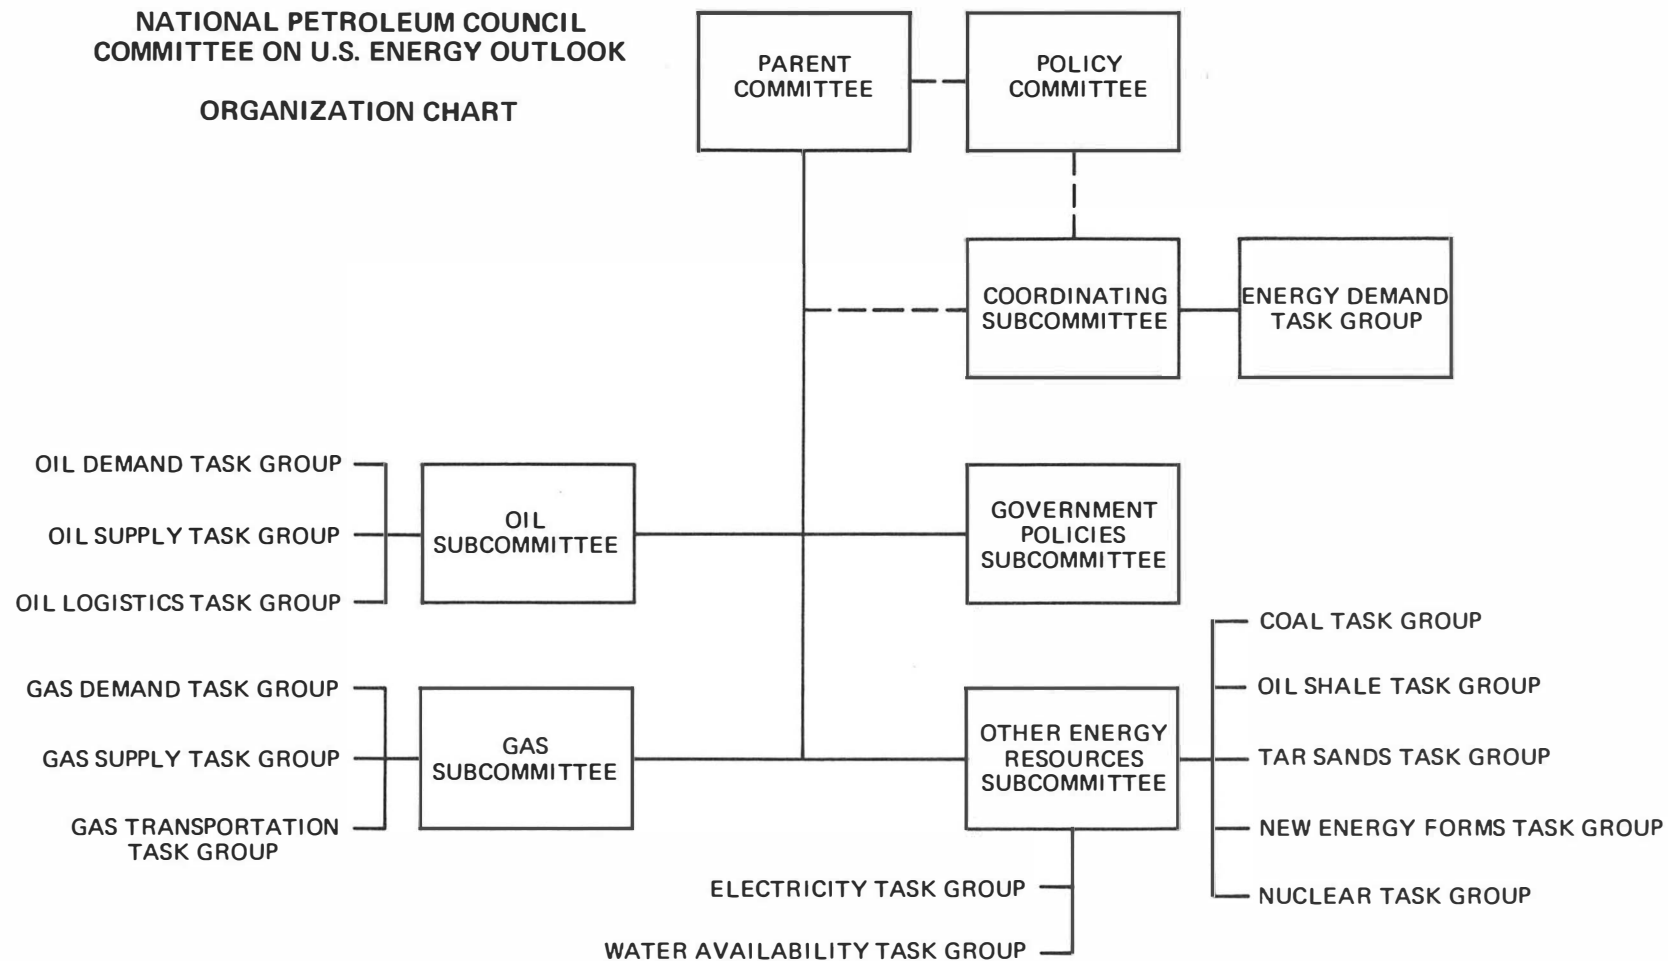 NATIONAL PETROLEUM COUNCIL
COMMITTEE ON U.S. ENERGY OUTLOOK
ORGANIZATION CHART
PARENT
COMMITTEE
POLICY
COMMITTEE
COORDINATING
SUBCOMMITTEE
ENERGY DEMAND
TASK GROUP
OIL DEMAND TASK GROUP
OIL SUPPLY TASK GROUP
OIL LOGISTICS TASK GROUP
OIL
SUBCOMMITTEE
GOVERNMENT
POLICIES
SUBCOMMITTEE
GAS DEMAND TASK GROUP
GAS SUPPLY TASK GROUP
GAS TRANSPORTATION
TASK GROUP
GAS
SUBCOMMITTEE
OTHER ENERGY
RESOURCES
SUBCOMMITTEE
COAL TASK GROUP
OIL SHALE TASK GROUP
TAR SANDS TASK GROUP
NEW ENERGY FORMS TASK GROUP
NUCLEAR TASK GROUP
ELECTRICITY TASK GROUP
WATER AVAILABILITY TASK GROUP